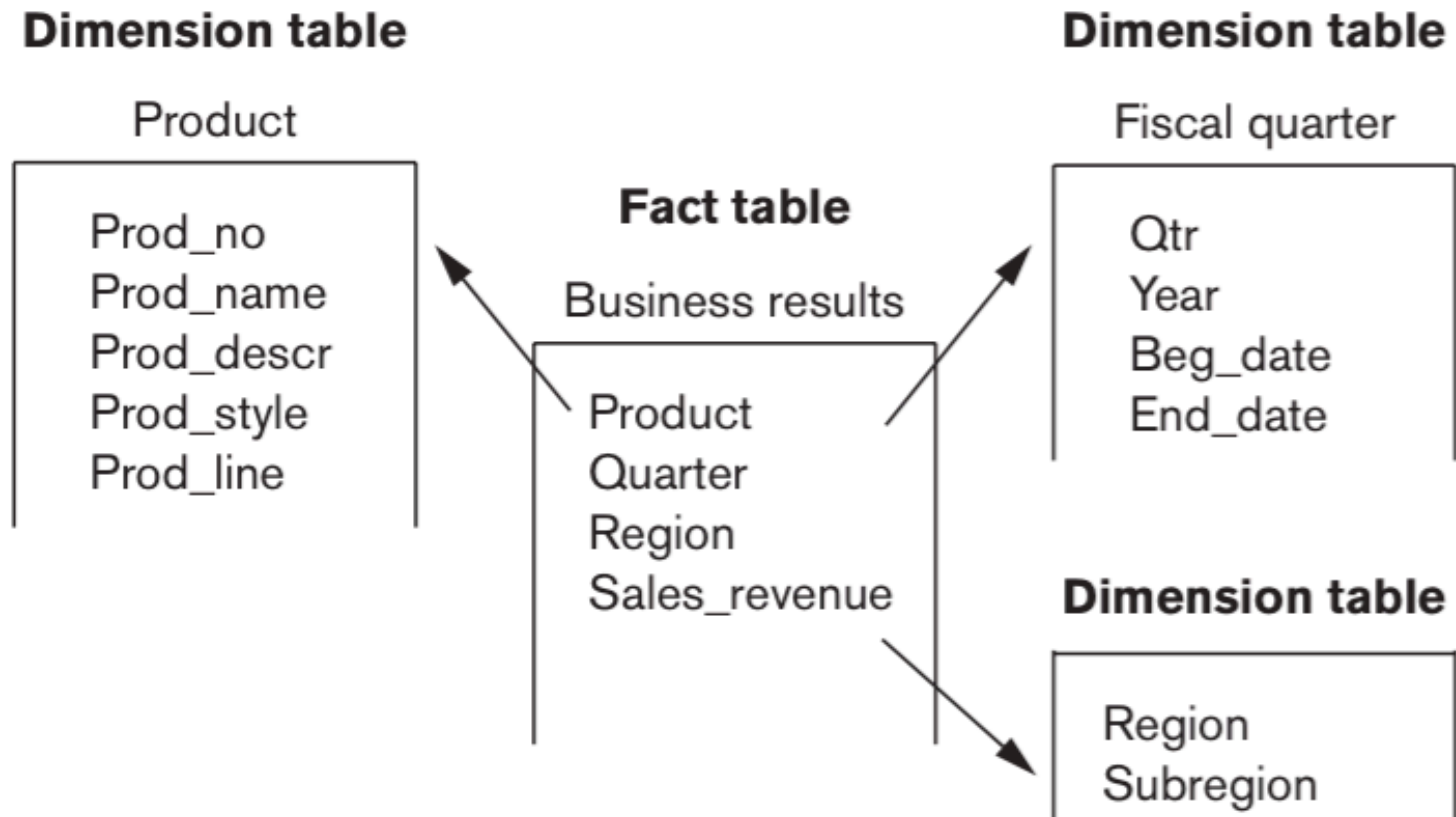 Dimension table
Product
Prod_no
Prod_name
Prod_descr
Prod_style
Prod_line
Fact table
Business results
Product
Quarter
Region
Sales_revenue
Dimension table
Fiscal quarter
Qtr
Year
Beg_date
End_date
Dimension table
Region
Subregion